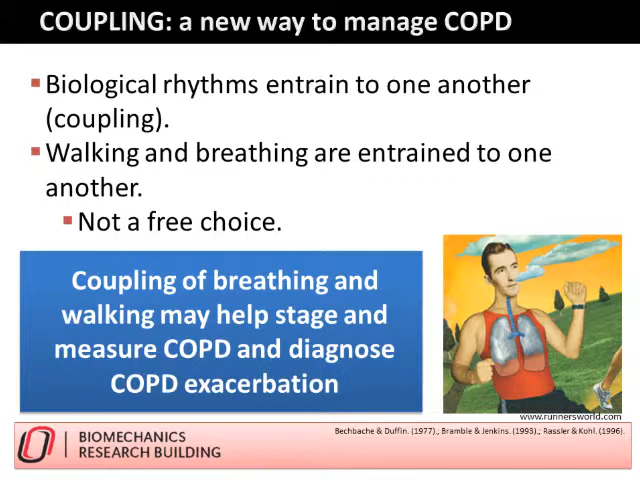 COUPLING: a new way to manage COPD
▪Biological rhythms entrain to one another
(coupling).
▪Walking and breathing are entrained to one
another.
▪Not a free choice.
Coupling of breathing and
walking may help stage and
measure COPD and diagnose
COPD exacerbation
www.runnersworld.com
Bechbache & Duffin. (1977).; Bramble & Jenkins. (1993).; Rassler & Kohl. (1996).
BIOMECHANICS
RESEARCH BUILDING